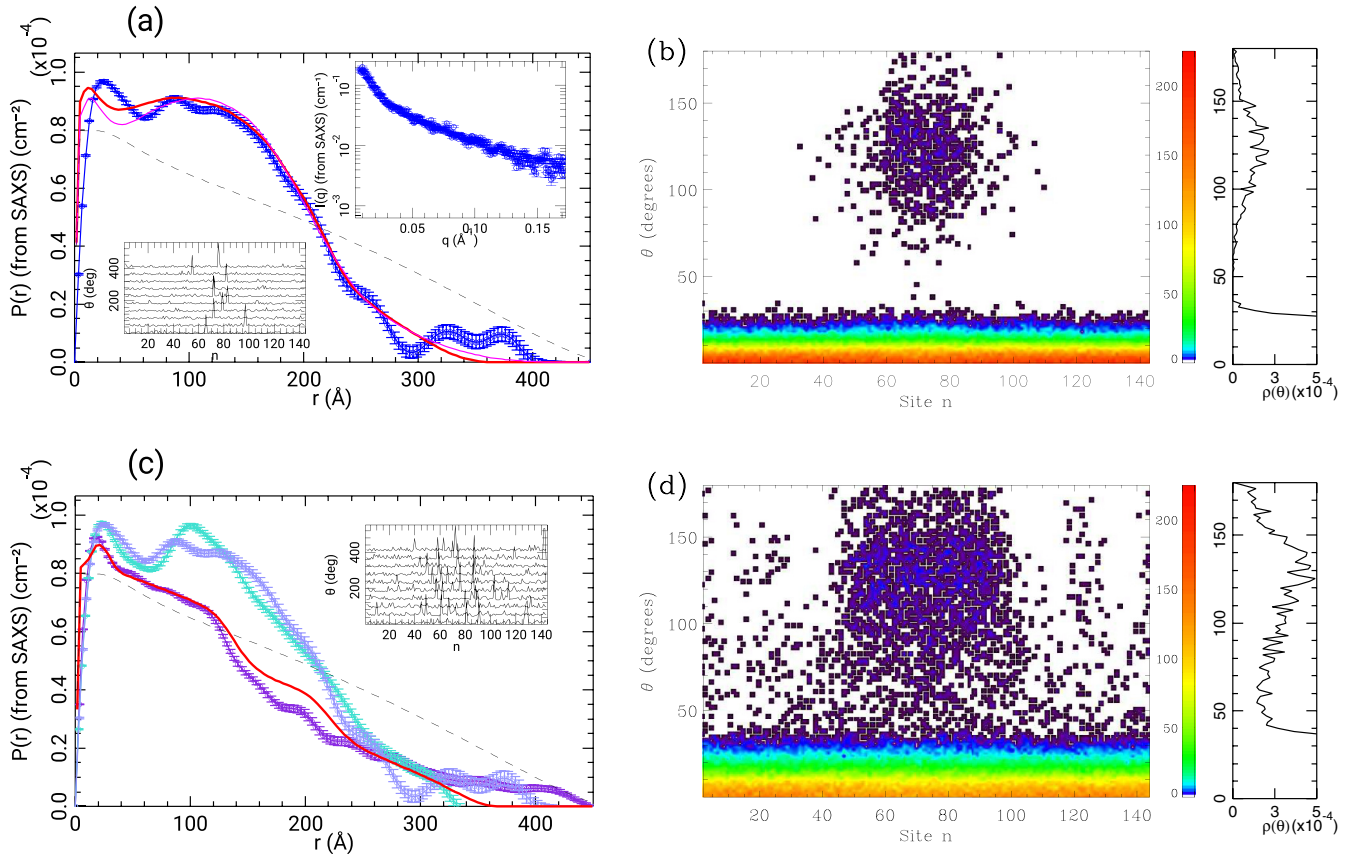 (a)
(x10⁻⁴)
P(r) (from SAXS) (cm⁻²)
0.0 0.2 0.4 0.6 0.8 1.0
0 100 200 300 400
r (Å)
I(q) (from SAXS) (cm⁻¹)
10⁻¹ 10⁻² 10⁻³
0.05 0.10 0.15
q (Å⁻¹)
θ (deg)
200 400
20 40 60 80 100 120 140
n
(b)
θ (degrees)
50 100 150
20 40 60 80 100 120 140
Site n
0 50 100 150 200
0 50 100 150
0 3 5
ρ(θ)(x10⁻⁴)
(c)
(x10⁻⁴)
P(r) (from SAXS) (cm⁻²)
0.0 0.2 0.4 0.6 0.8 1.0
0 100 200 300 400
r (Å)
θ (deg)
200 400
20 40 60 80 100 120 140
n
(d)
θ (degrees)
50 100 150
20 40 60 80 100 120 140
Site n
0 50 100 150 200
0 50 100 150
0 3 5
ρ(θ)(x10⁻⁴)